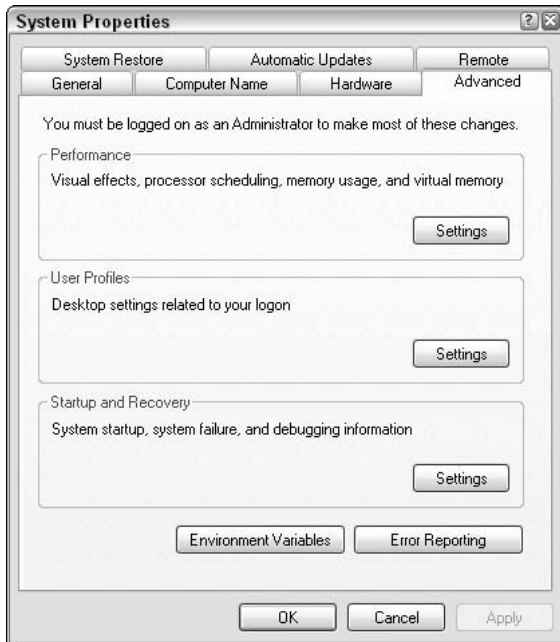 System Properties
System Restore Automatic Updates Remote
General Computer Name Hardware Advanced
You must be logged on as an Administrator to make most of these changes.
Performance
Visual effects, processor scheduling, memory usage, and virtual memory
Settings
User Profiles
Desktop settings related to your logon
Settings
Startup and Recovery
System startup, system failure, and debugging information
Settings
Environment Variables Error Reporting
OK Cancel Apply